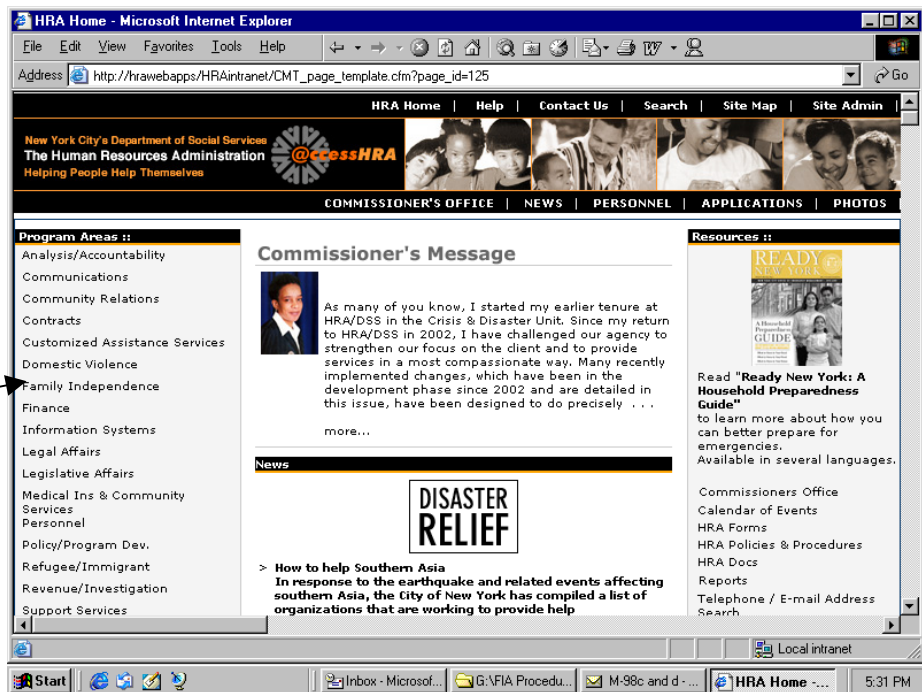 HRA Home - Microsoft Internet Explorer
File Edit View Favorites Tools Help
Address http://hrawebapps/HRAintranet/CMT_page_template.cfm?page_id=125 Go
HRA Home | Help | Contact Us | Search | Site Map | Site Admin |
New York City's Department of Social Services
The Human Resources Administration
Helping People Help Themselves
@ccessHRA
COMMISSIONER'S OFFICE | NEWS | PERSONNEL | APPLICATIONS | PHOTOS
Program Areas ::
Analysis/Accountability
Communications
Community Relations
Contracts
Customized Assistance Services
Domestic Violence
Family Independence
Finance
Information Systems
Legal Affairs
Legislative Affairs
Medical Ins & Community
Services
Personnel
Policy/Program Dev.
Refugee/Immigrant
Revenue/Investigation
Support Services
Commissioner's Message
As many of you know, I started my earlier tenure at
HRA/DSS in the Crisis & Disaster Unit. Since my return
to HRA/DSS in 2002, I have challenged our agency to
strengthen our focus on the client and to provide
services in a most compassionate way. Many recently
implemented changes, which have been in the
development phase since 2002 and are detailed in
this issue, have been designed to do precisely . . .
more...
News
DISASTER
RELIEF
> How to help Southern Asia
In response to the earthquake and related events affecting
southern Asia, the City of New York has compiled a list of
organizations that are working to provide help
Resources ::
READY
NEW YORK
A Household
Preparedness
GUIDE
Read "Ready New York: A
Household Preparedness
Guide"
to learn more about how you
can better prepare for
emergencies.
Available in several languages.
Commissioners Office
Calendar of Events
HRA Forms
HRA Policies & Procedures
HRA Docs
Reports
Telephone / E-mail Address
Search
Local intranet
Start Inbox - Microsof... G:\FIA Procedu... M-98c and d - ... HRA Home -... 5:31 PM